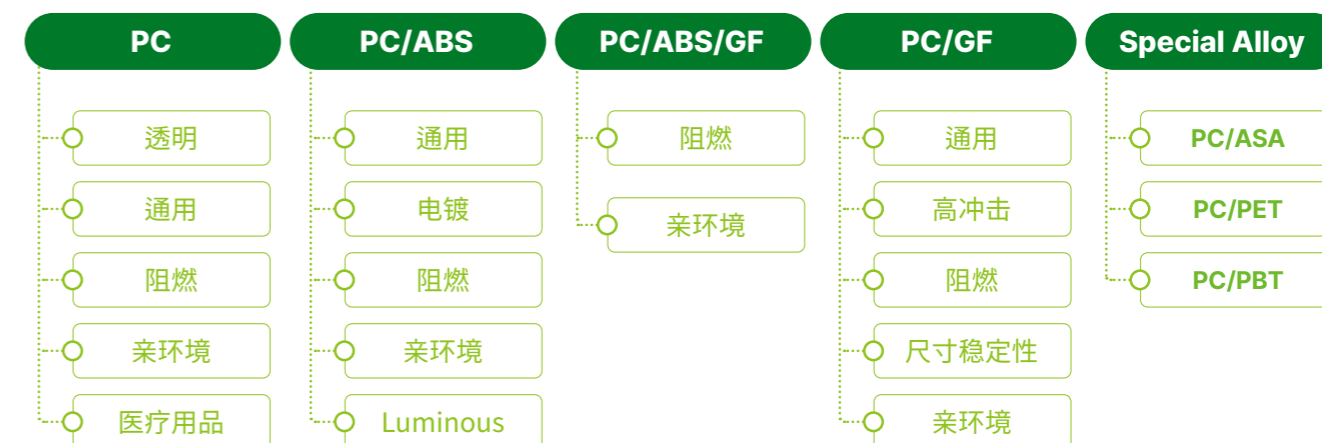 PC
透明
通用
阻燃
亲环境
医疗用品
PC/ABS
通用
电镀
阻燃
亲环境
Luminous
PC/ABS/GF
阻燃
亲环境
PC/GF
通用
高冲击
阻燃
尺寸稳定性
亲环境
Special Alloy
PC/ASA
PC/PET
PC/PBT